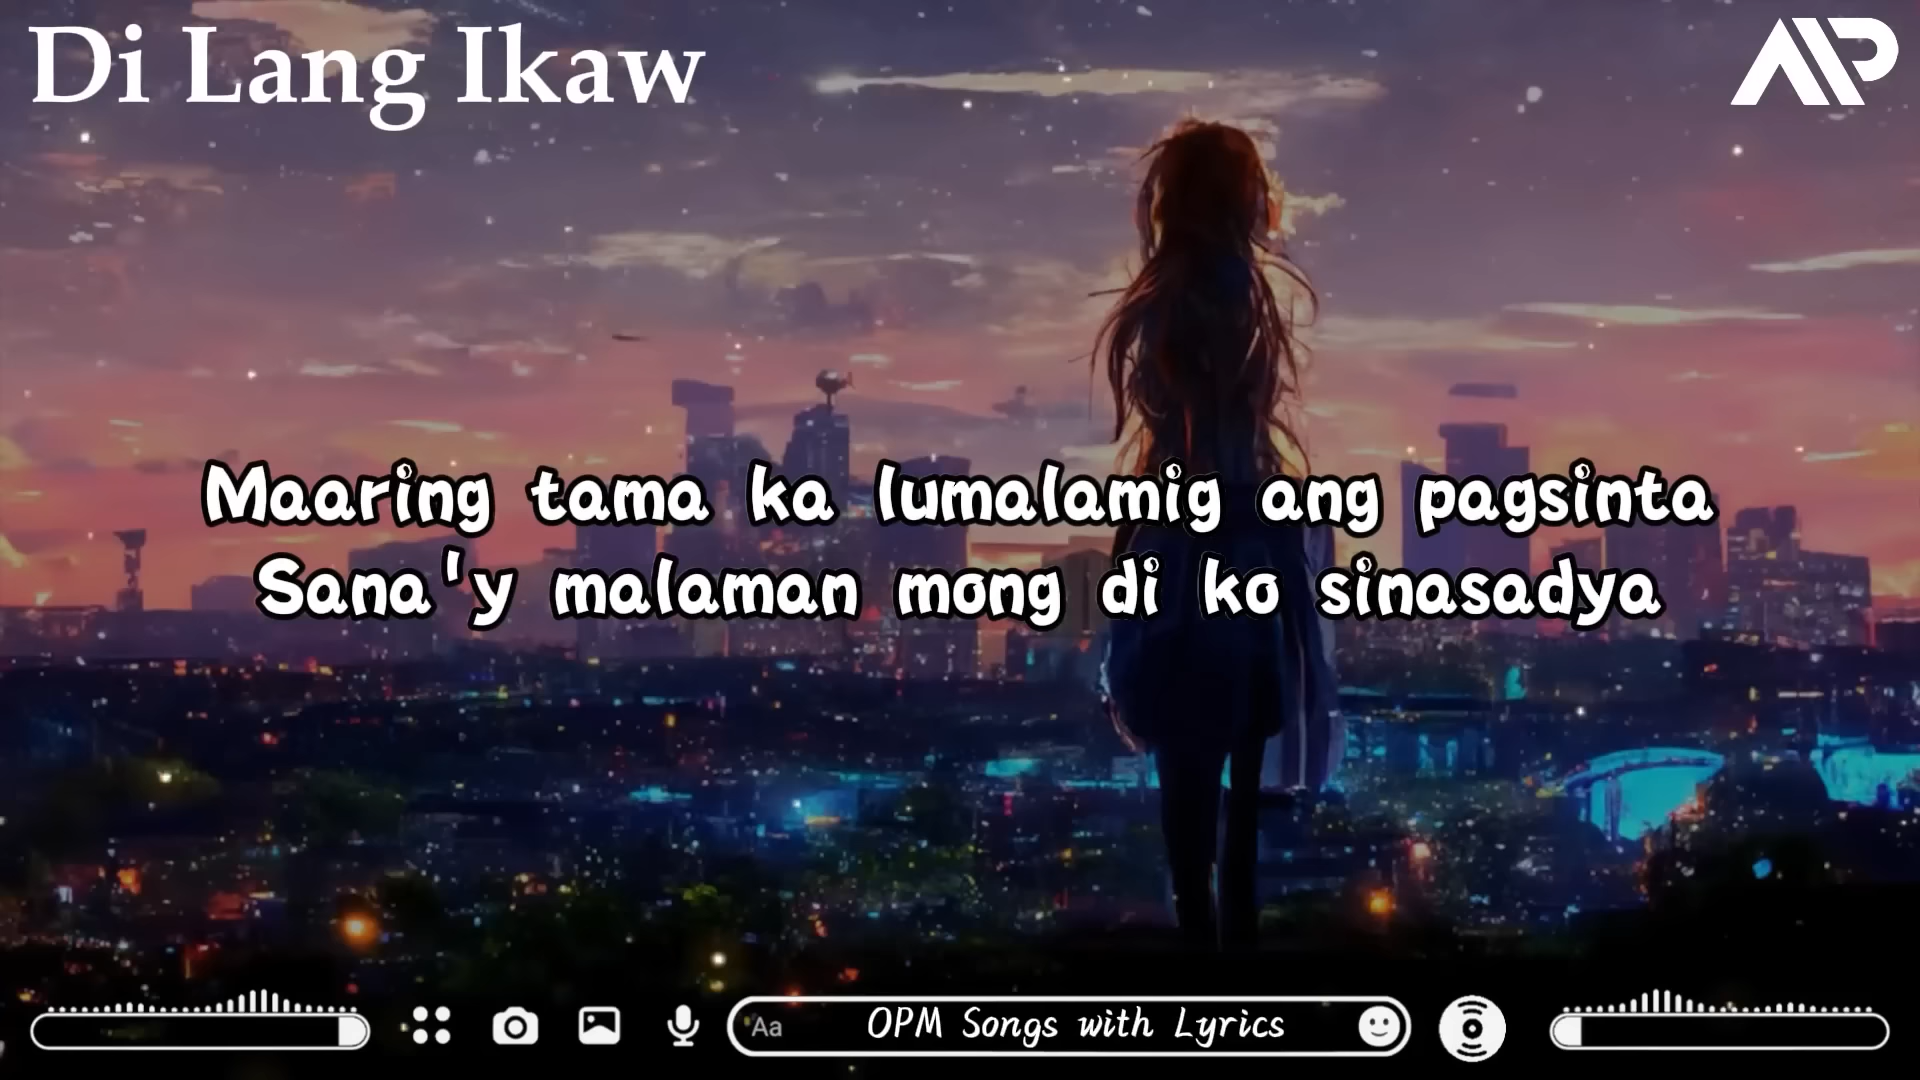 Di Lang Ikaw
AP
Maaring tama ka lumalamig ang pagsinta
Sana'y malaman mong di ko sinasadya
Aa OPM Songs with Lyrics